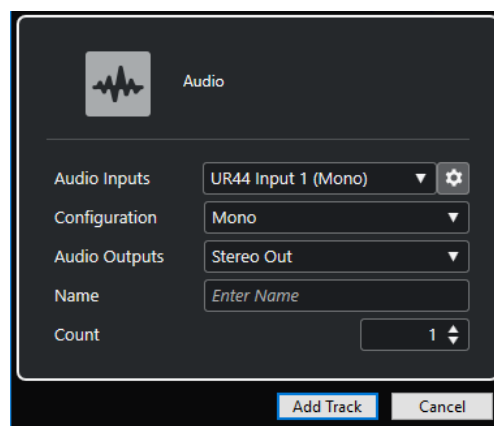 Audio
Audio Inputs UR44 Input 1 (Mono)
Configuration Mono
Audio Outputs Stereo Out
Name Enter Name
Count 1
Add Track Cancel